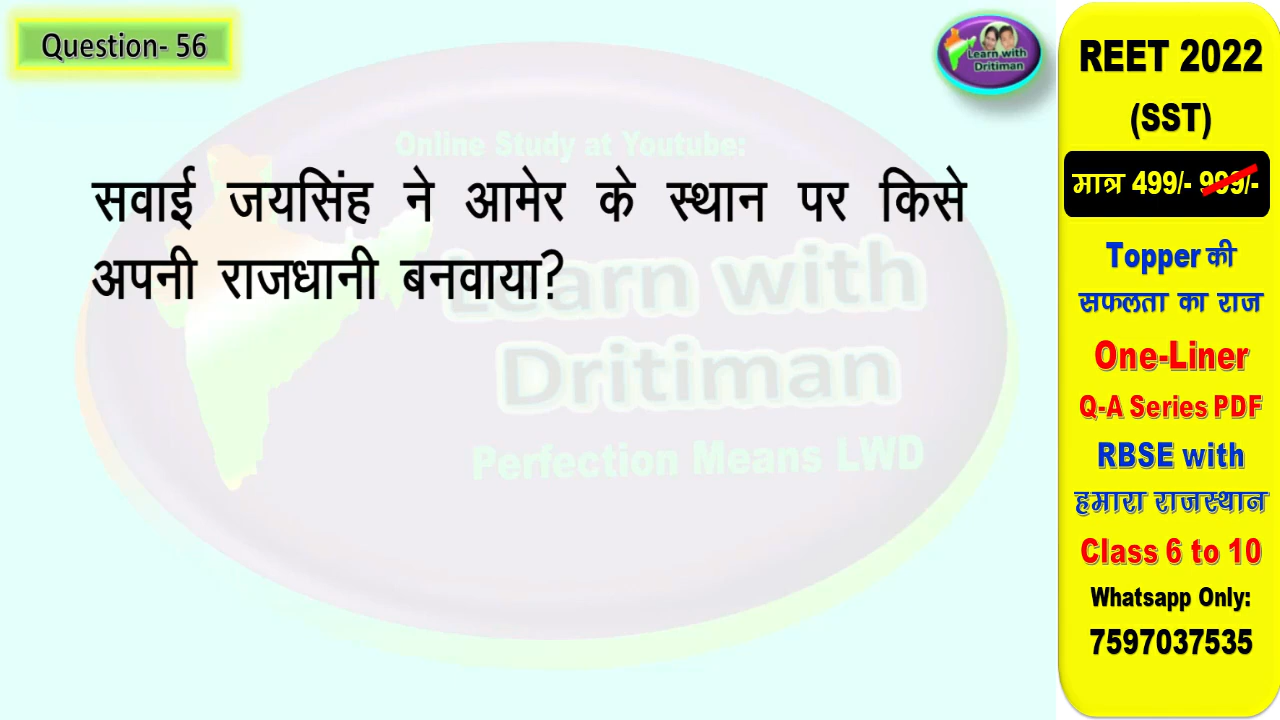 Question- 56
Learn with
Dritiman
Online Study at Youtube:
सवाई जयसिंह ने आमेर के स्थान पर किसे
अपनी राजधानी बनवाया?
Learn with
Dritiman
Perfection Means LWD
REET 2022
(SST)
मात्र 499/- 999/-
Topper की
सफलता का राज
One-Liner
Q-A Series PDF
RBSE with
हमारा राजस्थान
Class 6 to 10
Whatsapp Only:
7597037535